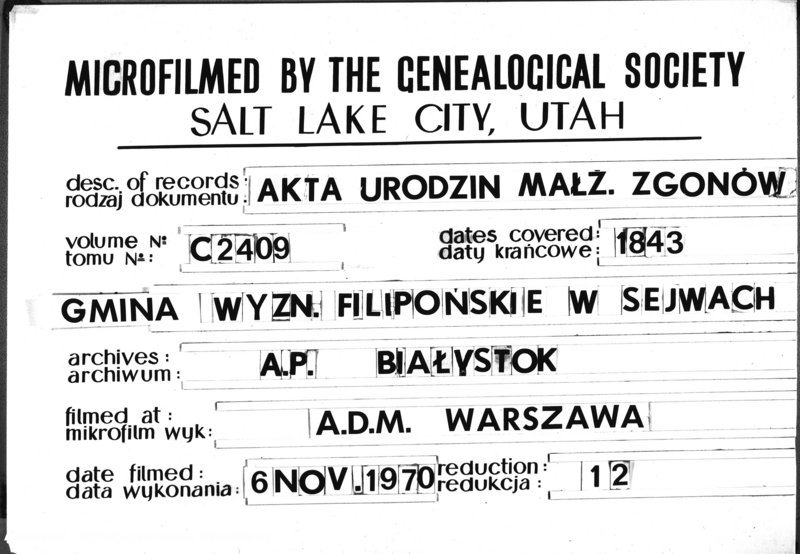 MICROFILMED BY THE GENEALOGICAL SOCIETY
SALT LAKE CITY, UTAH
desc. of records: AKTA URODZIN MAŁŻ. ZGONÓW
rodzaj dokumentu:
volume №: C2409 dates covered: 1843
tomu №: daty krańcowe:
GMINA WYZN. FILIPOŃSKIE W SEJWACH
archives: A.P. BIAŁYSTOK
archiwum:
filmed at: A.D.M. WARSZAWA
mikrofilm wyk:
date filmed: 6 NOV. 1970 reduction: 12
data wykonania: redukcja: